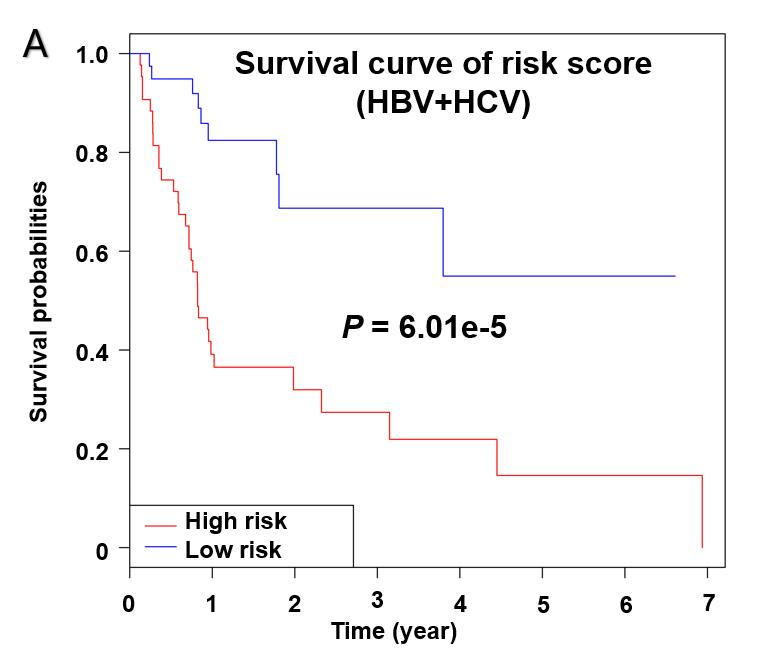 A
Survival curve of risk score
(HBV+HCV)
1.0
0.8
0.6
0.4
0.2
0
Survival probabilities
P = 6.01e-5
High risk
Low risk
0 1 2 3 4 5 6 7
Time (year)